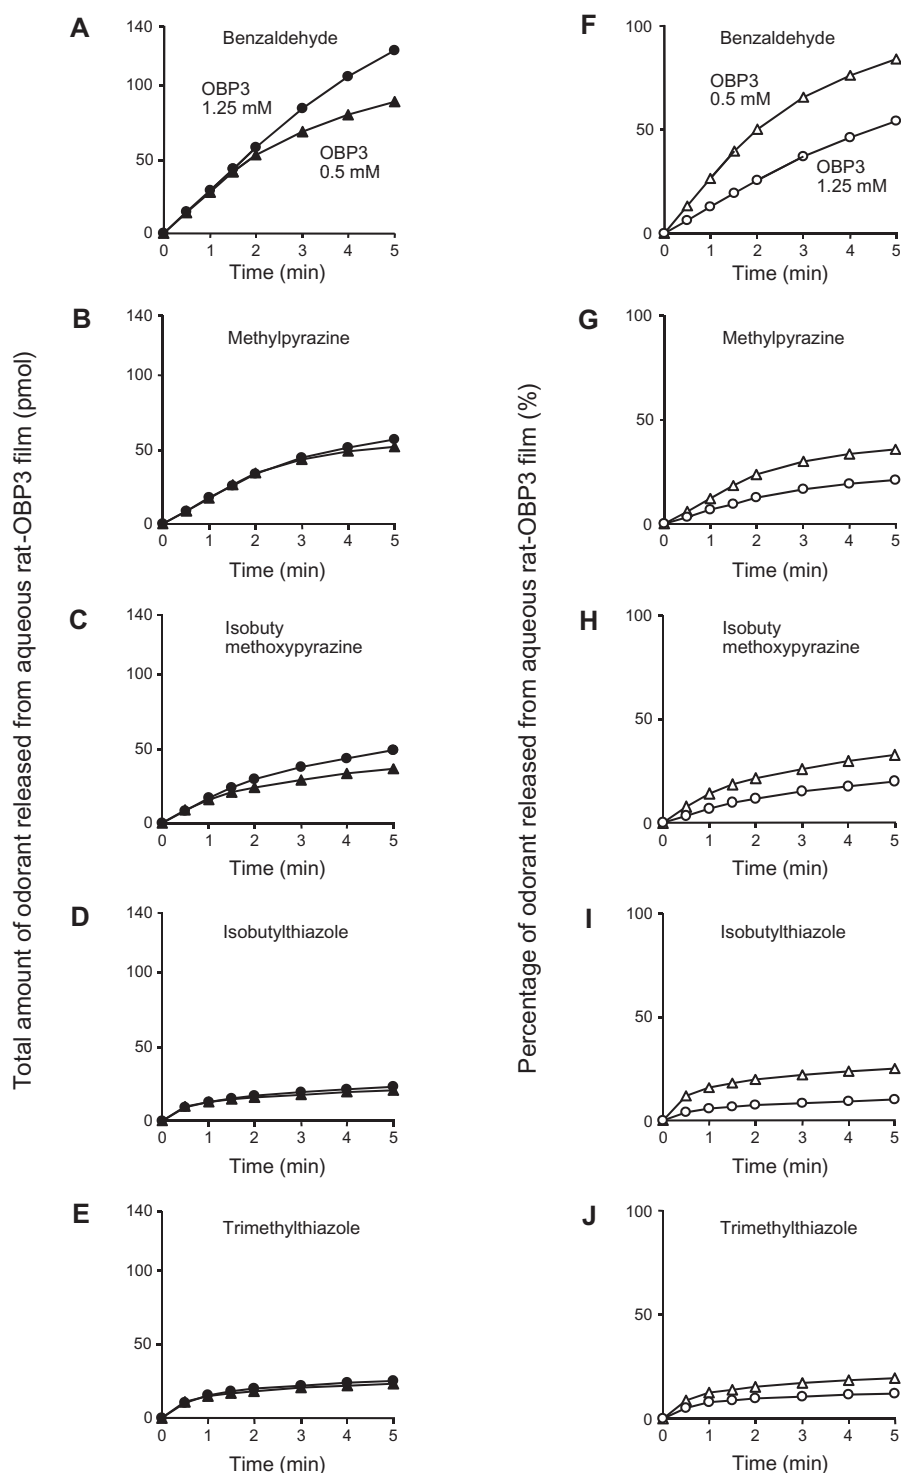 Total amount of odorant released from aqueous rat-OBP3 film (pmol)
A
140
100
50
0
Benzaldehyde
OBP3
1.25 mM
OBP3
0.5 mM
0 1 2 3 4 5
Time (min)
B
140
100
50
0
Methylpyrazine
0 1 2 3 4 5
Time (min)
C
140
100
50
0
Isobuty
methoxypyrazine
0 1 2 3 4 5
Time (min)
D
140
100
50
0
Isobutylthiazole
0 1 2 3 4 5
Time (min)
E
140
100
50
0
Trimethylthiazole
0 1 2 3 4 5
Time (min)
Percentage of odorant released from aqueous rat-OBP3 film (%)
F
100
50
0
Benzaldehyde
OBP3
0.5 mM
OBP3
1.25 mM
0 1 2 3 4 5
Time (min)
G
100
50
0
Methylpyrazine
0 1 2 3 4 5
Time (min)
H
100
50
0
Isobuty
methoxypyrazine
0 1 2 3 4 5
Time (min)
I
100
50
0
Isobutylthiazole
0 1 2 3 4 5
Time (min)
J
100
50
0
Trimethylthiazole
0 1 2 3 4 5
Time (min)